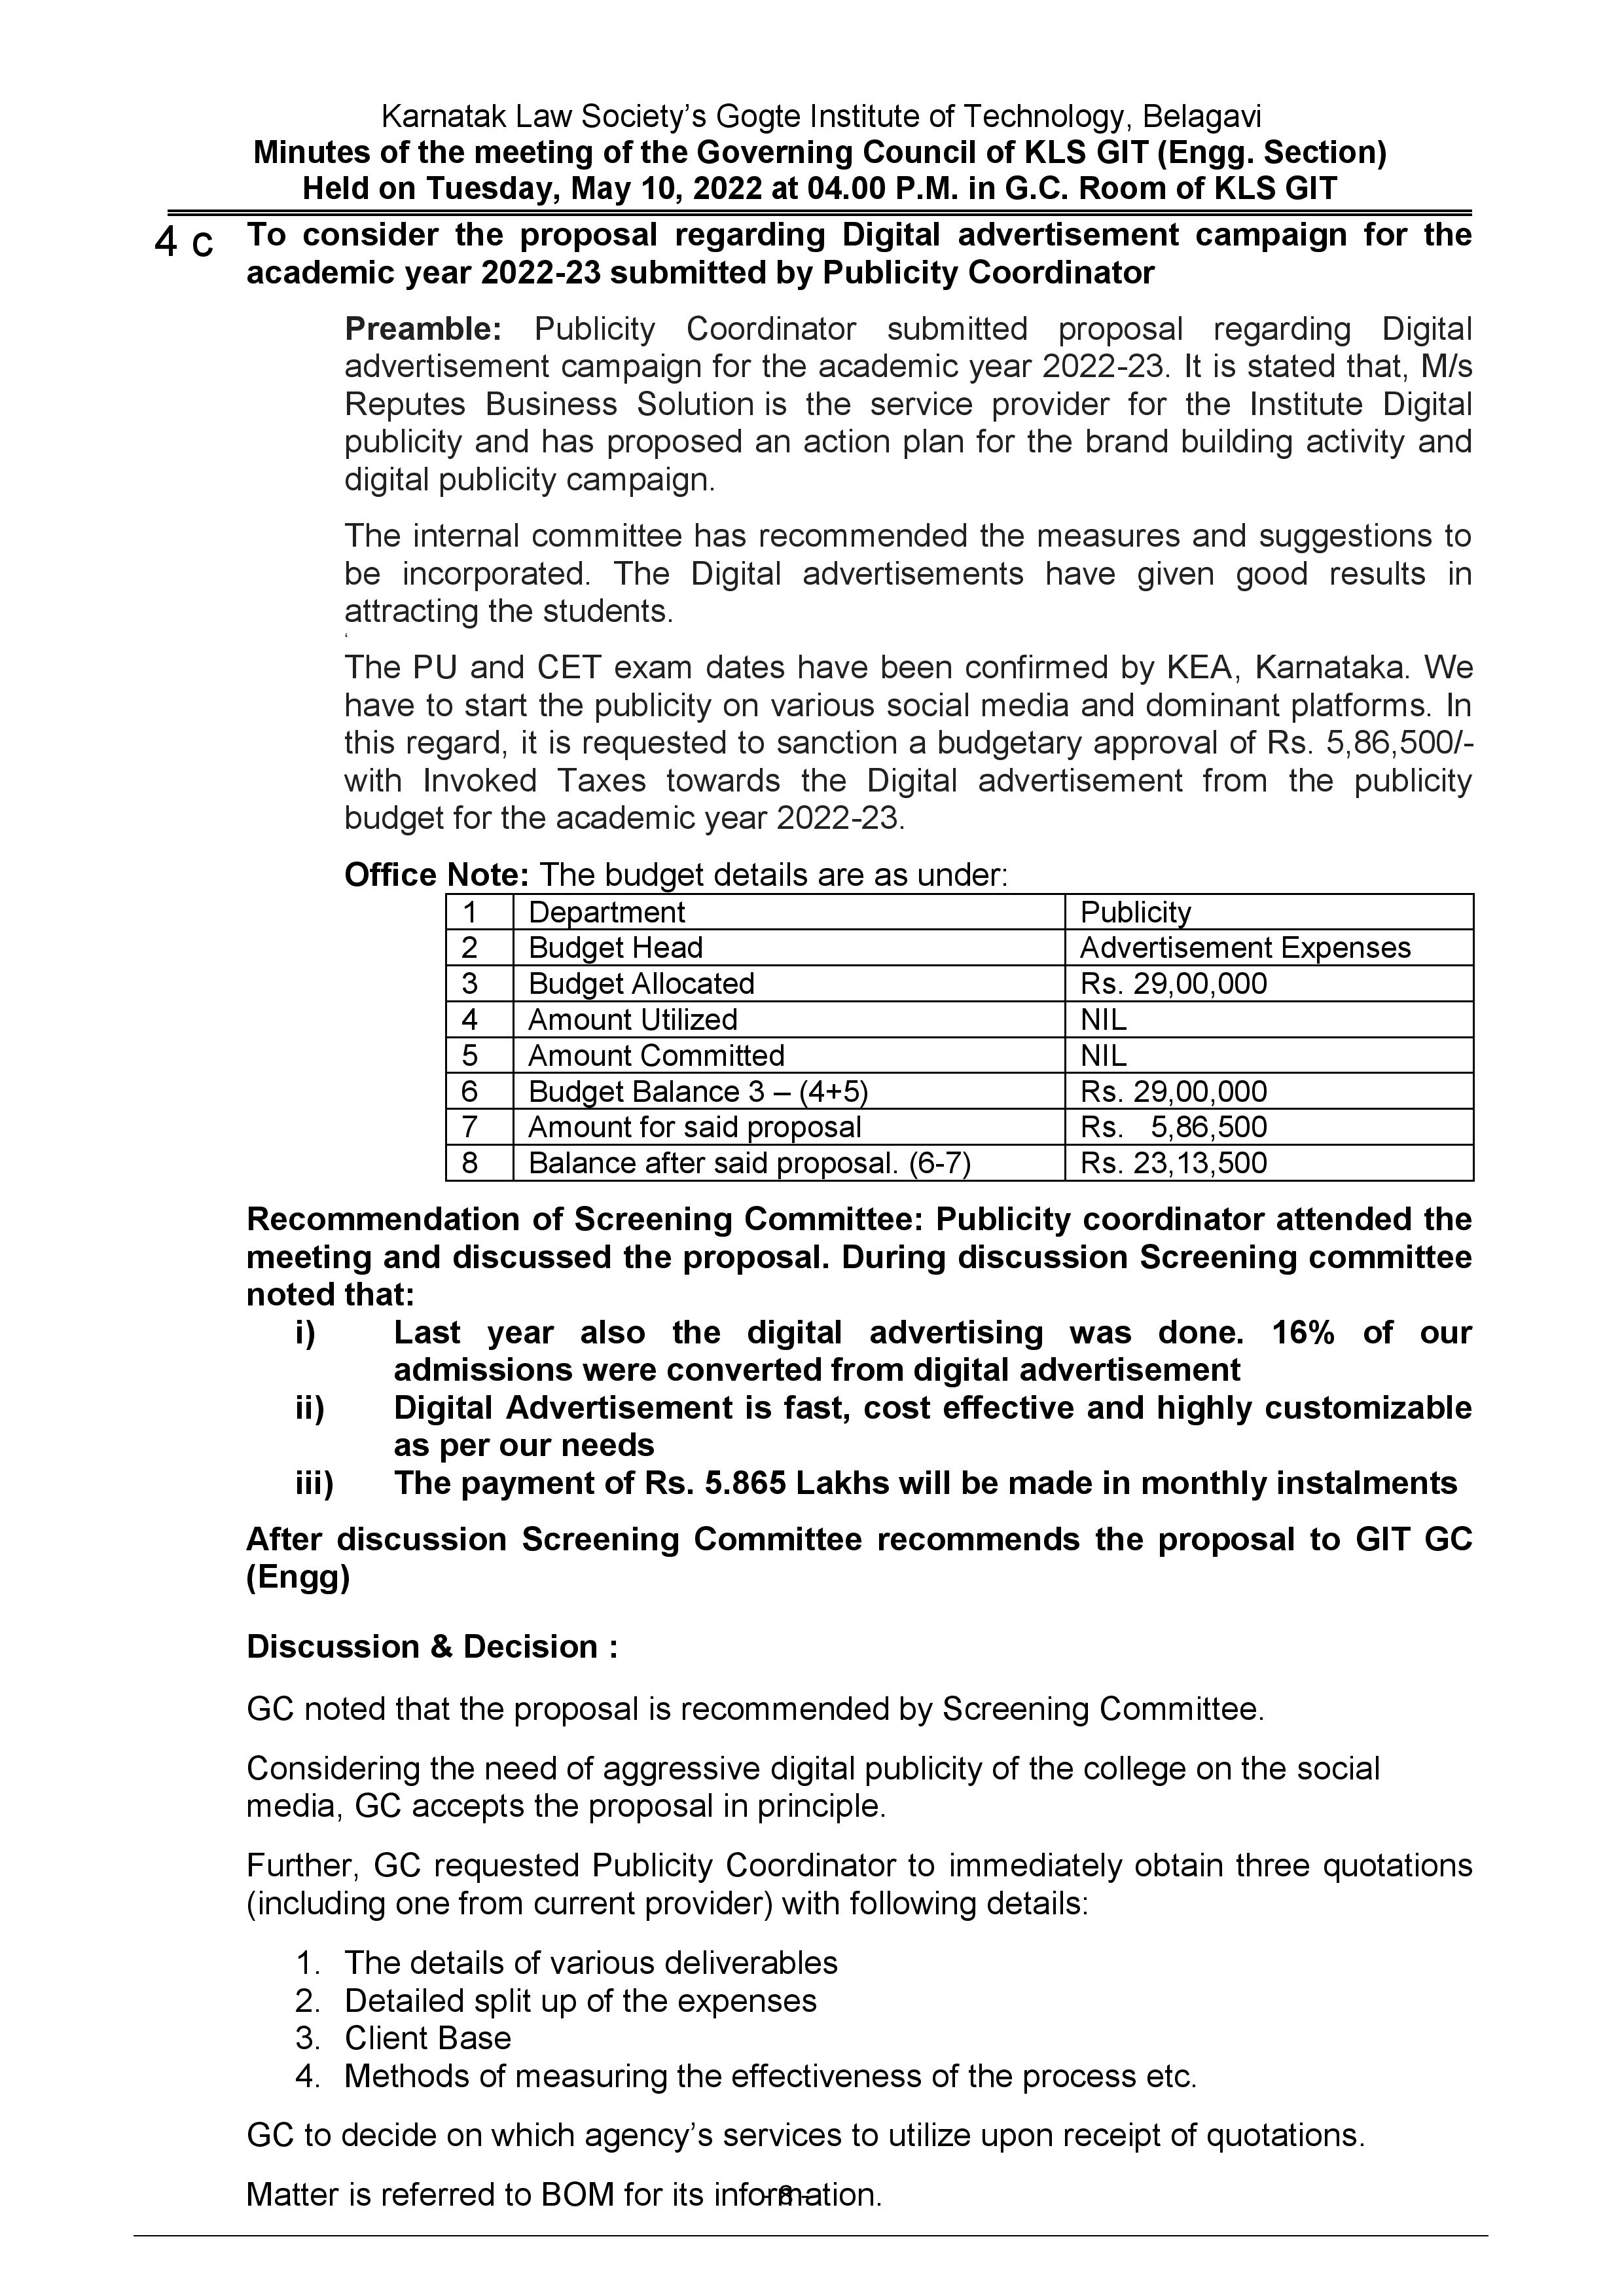 Karnatak Law Society’s Gogte Institute of Technology, Belagavi
Minutes of the meeting of the Governing Council of KLS GIT (Engg. Section)
Held on Tuesday, May 10, 2022 at 04.00 P.M. in G.C. Room of KLS GIT
4 c To consider the proposal regarding Digital advertisement campaign for the
academic year 2022-23 submitted by Publicity Coordinator
Preamble: Publicity Coordinator submitted proposal regarding Digital
advertisement campaign for the academic year 2022-23. It is stated that, M/s
Reputes Business Solution is the service provider for the Institute Digital
publicity and has proposed an action plan for the brand building activity and
digital publicity campaign.
The internal committee has recommended the measures and suggestions to
be incorporated. The Digital advertisements have given good results in
attracting the students.
‘
The PU and CET exam dates have been confirmed by KEA, Karnataka. We
have to start the publicity on various social media and dominant platforms. In
this regard, it is requested to sanction a budgetary approval of Rs. 5,86,500/-
with Invoked Taxes towards the Digital advertisement from the publicity
budget for the academic year 2022-23.
Office Note: The budget details are as under:
1 Department Publicity
2 Budget Head Advertisement Expenses
3 Budget Allocated Rs. 29,00,000
4 Amount Utilized NIL
5 Amount Committed NIL
6 Budget Balance 3 – (4+5) Rs. 29,00,000
7 Amount for said proposal Rs. 5,86,500
8 Balance after said proposal. (6-7) Rs. 23,13,500
Recommendation of Screening Committee: Publicity coordinator attended the
meeting and discussed the proposal. During discussion Screening committee
noted that:
i) Last year also the digital advertising was done. 16% of our
admissions were converted from digital advertisement
ii) Digital Advertisement is fast, cost effective and highly customizable
as per our needs
iii) The payment of Rs. 5.865 Lakhs will be made in monthly instalments
After discussion Screening Committee recommends the proposal to GIT GC
(Engg)
Discussion & Decision :
GC noted that the proposal is recommended by Screening Committee.
Considering the need of aggressive digital publicity of the college on the social
media, GC accepts the proposal in principle.
Further, GC requested Publicity Coordinator to immediately obtain three quotations
(including one from current provider) with following details:
1. The details of various deliverables
2. Detailed split up of the expenses
3. Client Base
4. Methods of measuring the effectiveness of the process etc.
GC to decide on which agency’s services to utilize upon receipt of quotations.
Matter is referred to BOM for its information.
- 8 -